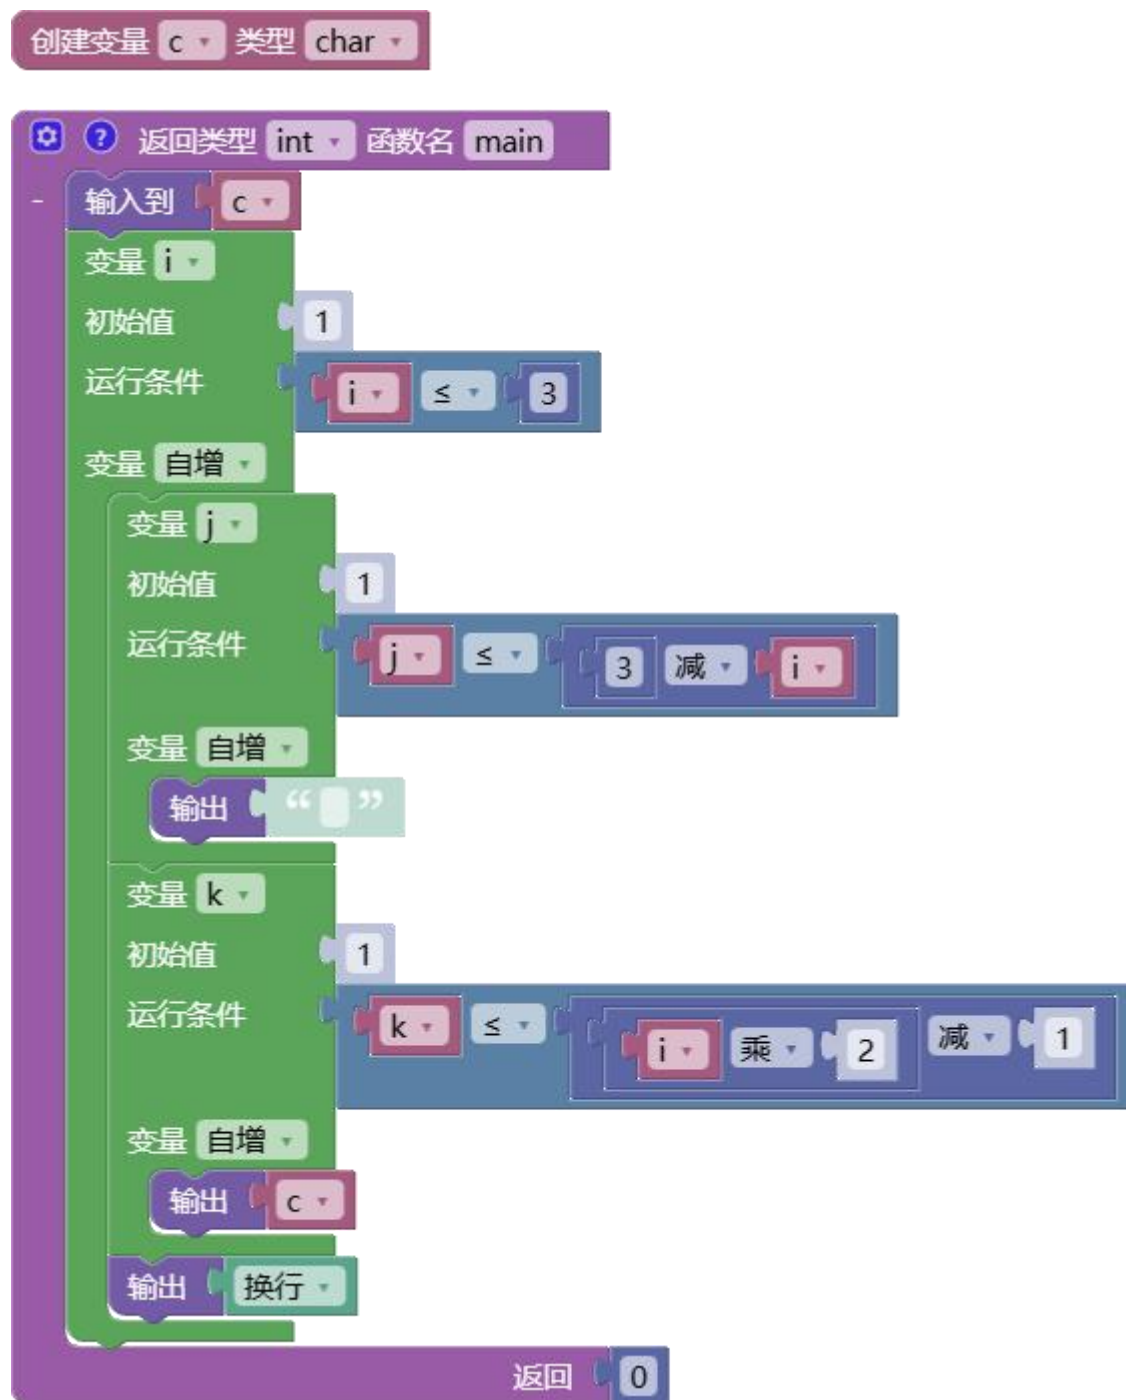 创建变量 c 类型 char
? 返回类型 int 函数名 main
- 输入到 c
变量 i
初始值 1
运行条件 i ≤ 3
变量 自增
变量 j
初始值 1
运行条件 j ≤ 3 减 i
变量 自增
输出 “ ”
变量 k
初始值 1
运行条件 k ≤ i 乘 2 减 1
变量 自增
输出 c
输出 换行
返回 0